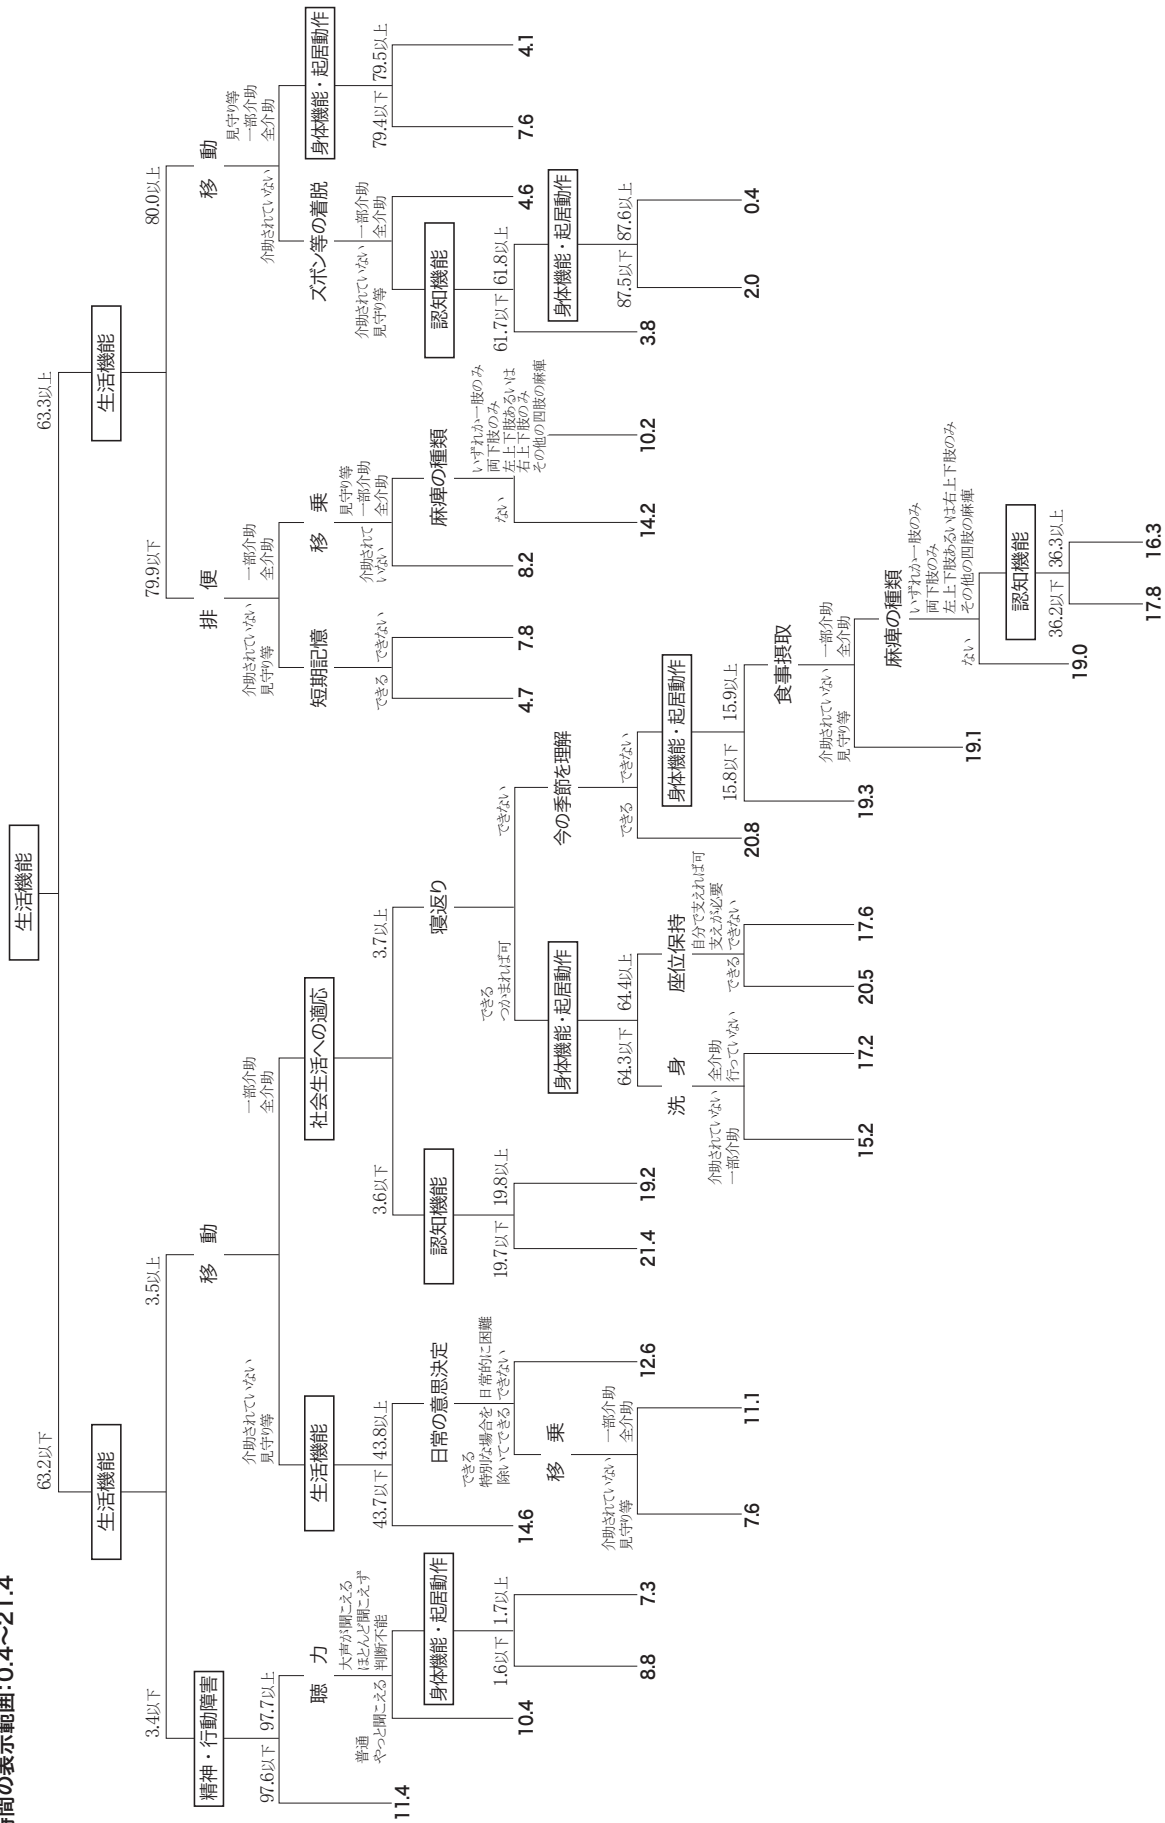 時間の表示範囲：0.4〜21.4
生活機能
63.2以下
63.3以上
生活機能
3.4以下
3.5以上
精神・行動障害
97.6以下
97.7以上
11.4
聴　力
普通
やっと聞こえる
大声が聞こえる
ほとんど聞こえず
判断不能
10.4
身体機能・起居動作
1.6以下
1.7以上
8.8
7.3
移　動
介助されていない
見守り等
一部介助
全介助
生活機能
43.7以下
43.8以上
14.6
日常の意思決定
できる
特別な場合を
除いてできる
日常的に困難
できない
移　乗
介助されていない
見守り等
一部介助
全介助
7.6
11.1
12.6
社会生活への適応
3.6以下
3.7以上
認知機能
19.7以下
19.8以上
21.4
19.2
寝返り
できる
つかまれば可
できない
身体機能・起居動作
64.3以下
64.4以上
洗　身
介助されていない
一部介助
全介助
行っていない
15.2
17.2
座位保持
できる
自分で支えれば可
支えが必要
できない
20.5
17.6
今の季節を理解
できる
できない
20.8
身体機能・起居動作
15.8以下
15.9以上
19.3
食事摂取
介助されていない
見守り等
一部介助
全介助
19.1
麻痺の種類
ない
いずれか一肢のみ
両下肢のみ
左上下肢あるいは右上下肢のみ
その他の四肢の麻痺
19.0
認知機能
36.2以下
36.3以上
17.8
16.3
生活機能
79.9以下
80.0以上
排　便
介助されていない
見守り等
一部介助
全介助
短期記憶
できる
できない
4.7
7.8
移　乗
介助されて
いない
見守り等
一部介助
全介助
8.2
麻痺の種類
ない
いずれか一肢のみ
両下肢のみ
左上下肢あるいは
右上下肢のみ
その他の四肢の麻痺
14.2
10.2
移　動
介助されていない
見守り等
一部介助
全介助
ズボン等の着脱
介助されていない
見守り等
一部介助
全介助
認知機能
4.6
61.7以下
61.8以上
3.8
身体機能・起居動作
87.5以下
87.6以上
2.0
0.4
身体機能・起居動作
79.4以下
79.5以上
7.6
4.1